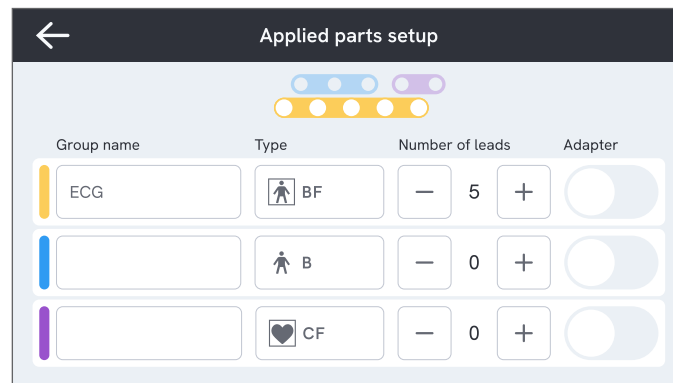 Applied parts setup
Group name Type Number of leads Adapter
ECG BF 5
B 0
CF 0